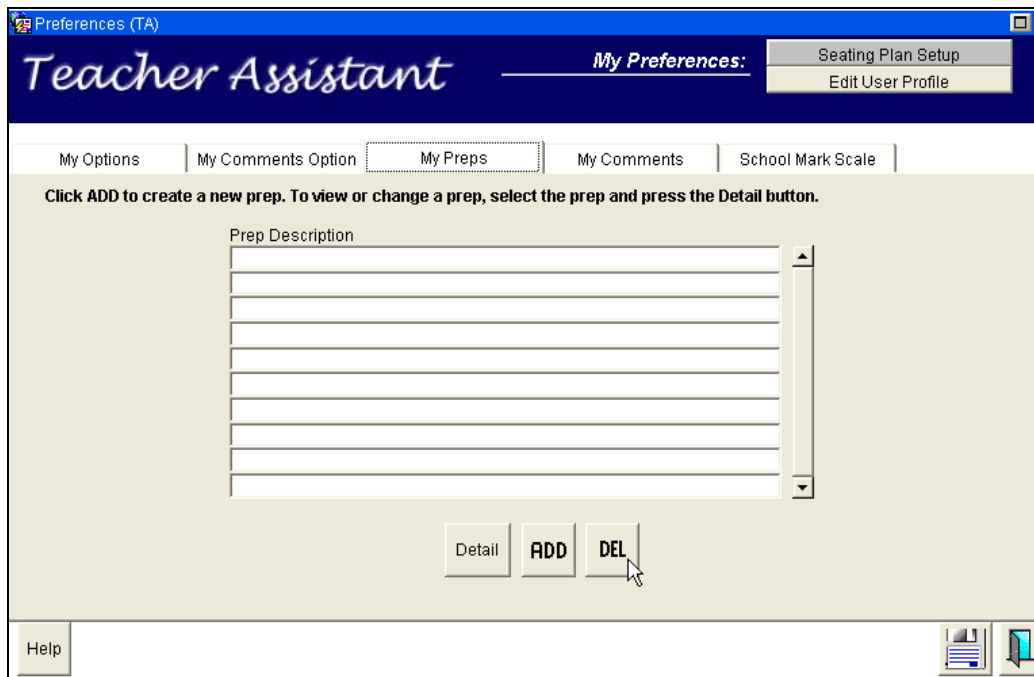 Preferences (TA)
Teacher Assistant
My Preferences:
Seating Plan Setup
Edit User Profile
My Options
My Comments Option
My Preps
My Comments
School Mark Scale
Click ADD to create a new prep. To view or change a prep, select the prep and press the Detail button.
Prep Description
Detail
ADD
DEL
Help